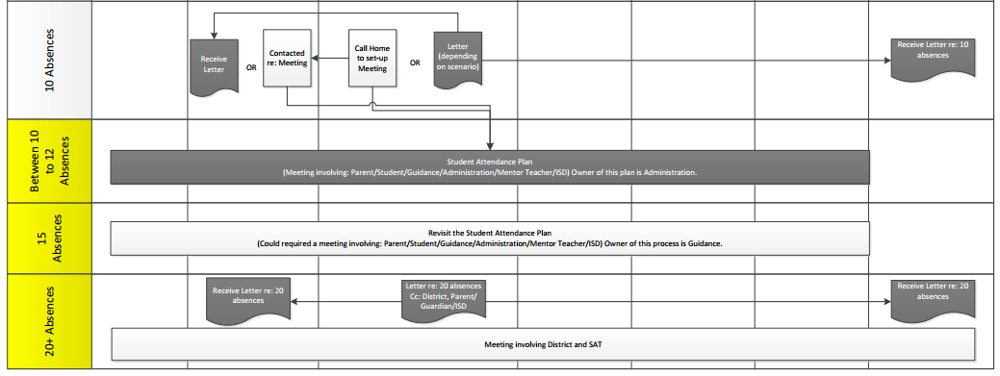 10 Absences
Receive
Letter
OR
Contacted
re: Meeting
Call Home
to set-up
Meeting
OR
Letter
(depending
on scenario)
Receive Letter re: 10
absences
Between 10
to 12
Absences
Student Attendance Plan
(Meeting involving: Parent/Student/Guidance/Administration/Mentor Teacher/ISD) Owner of this plan is Administration.
15
Absences
Revisit the Student Attendance Plan
(Could required a meeting involving: Parent/Student/Guidance/Administration/Mentor Teacher/ISD) Owner of this process is Guidance.
20+ Absences
Receive Letter re: 20
absences
Letter re: 20 absences
Cc: District, Parent/
Guardian/ISD
Receive Letter re: 20
absences
Meeting involving District and SAT